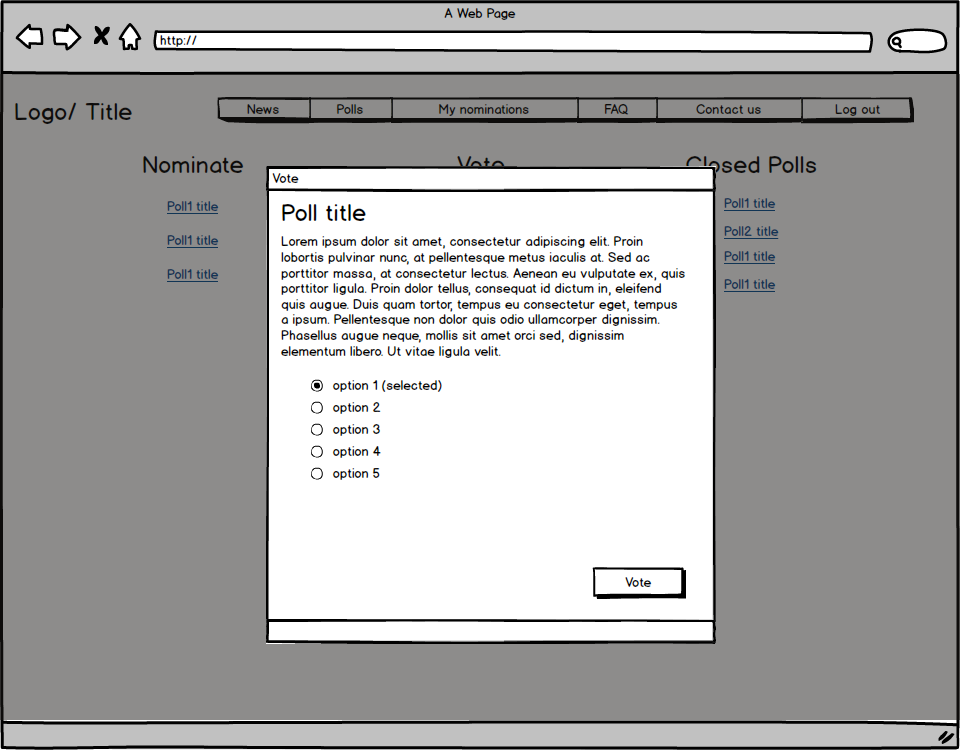 A Web Page
http://
Logo/ Title
News
Polls
My nominations
FAQ
Contact us
Log out
Nominate
Vote
Closed Polls
Poll1 title
Poll1 title
Poll1 title
Poll1 title
Poll2 title
Poll1 title
Poll1 title
Vote
Poll title
Lorem ipsum dolor sit amet, consectetur adipiscing elit. Proin
lobortis pulvinar nunc, at pellentesque metus iaculis at. Sed ac
porttitor massa, at consectetur lectus. Aenean eu vulputate ex, quis
porttitor ligula. Proin dolor tellus, consequat id dictum in, eleifend
quis augue. Duis quam tortor, tempus eu consectetur eget, tempus
a ipsum. Pellentesque non dolor quis odio ullamcorper dignissim.
Phasellus augue neque, mollis sit amet orci sed, dignissim
elementum libero. Ut vitae ligula velit.
option 1 (selected)
option 2
option 3
option 4
option 5
Vote